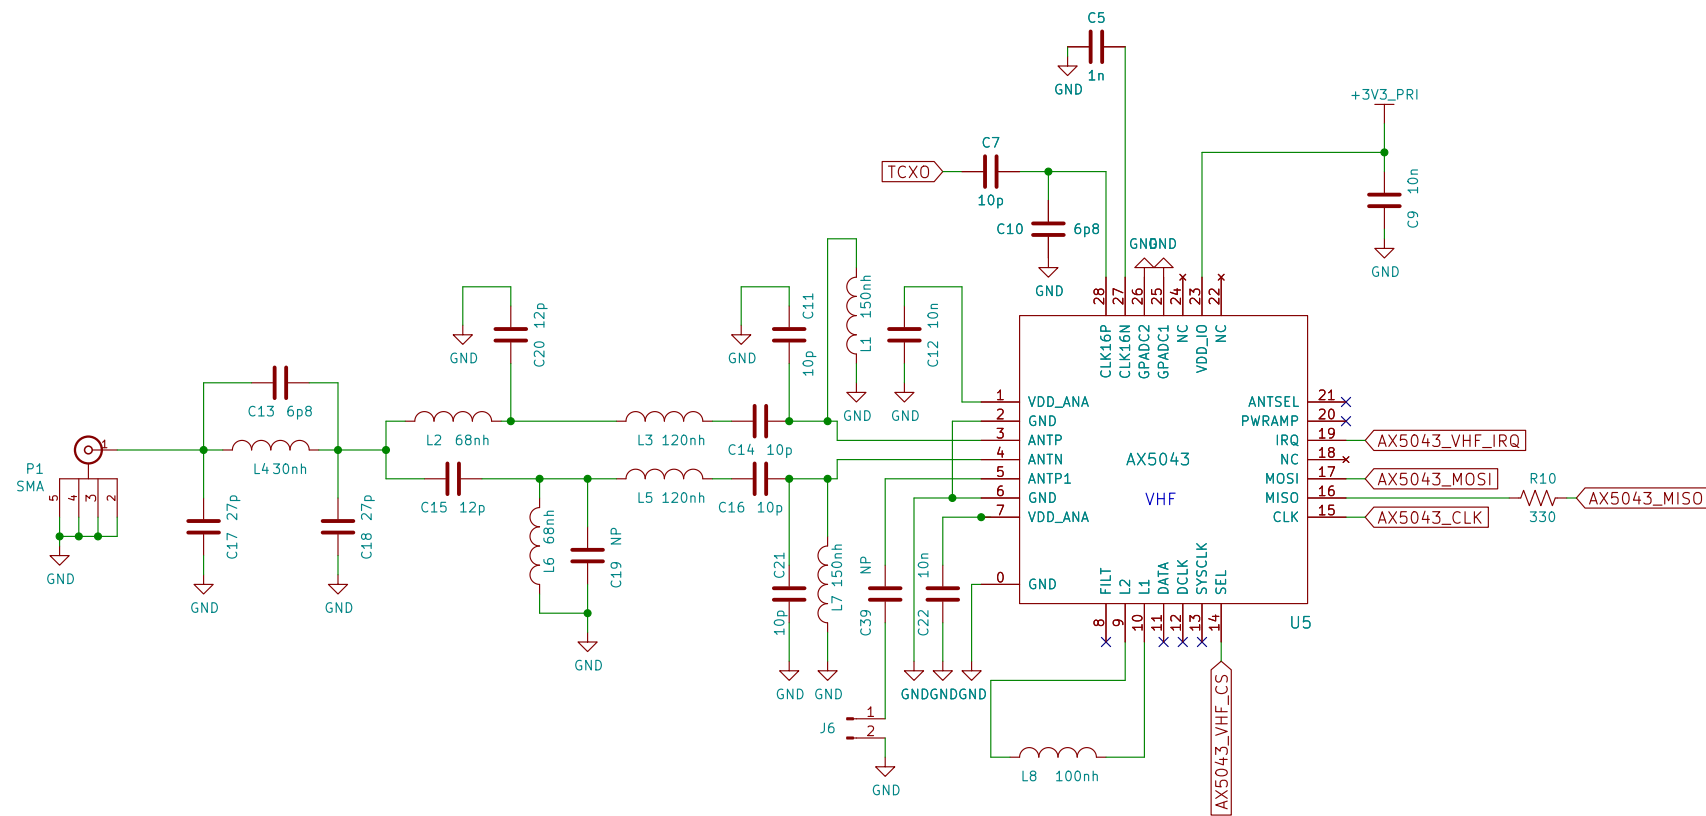 C5
1n
GND
+3V3_PRI
C7
TCXO
10p
C10
6p8
GND
C9 10n
GND
GND
GND
28
27
26
25
24
23
22
CLK16P
CLK16N
GPADC2
GPADC1
NC
VDD_IO
NC
C20 12p
GND
C11
10p
GND
L1 150nh
GND
C12 10n
GND
C13 6p8
L4 30nh
L2 68nh
L3 120nh
C14 10p
C15 12p
L5 120nh
C16 10p
P1
SMA
1
5
4
3
2
GND
C17 27p
GND
C18 27p
GND
L6 68nh
C19 NP
GND
C21
10p
GND
L7 150nh
GND
C39 NP
C22 10n
GND
GND
GND
1 VDD_ANA
2 GND
3 ANTP
4 ANTN
5 ANTP1
6 GND
7 VDD_ANA
0 GND
AX5043
VHF
ANTSEL 21
PWRAMP 20
IRQ 19 AX5043_VHF_IRQ
NC 18
MOSI 17 AX5043_MOSI
MISO 16
R10
330
AX5043_MISO
CLK 15 AX5043_CLK
FILT
L2
L1
DATA
DCLK
SYSCLK
SEL
8
9
10
11
12
13
14
U5
J6
1
2
GND
L8 100nh
AX5043_VHF_CS